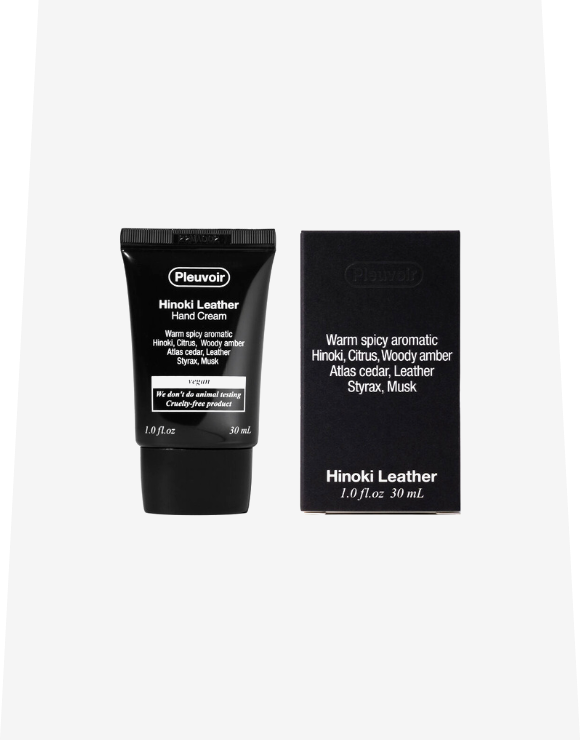 Pleuvoir
Hinoki Leather
Hand Cream
Warm spicy aromatic
Hinoki, Citrus, Woody amber
Atlas cedar, Leather
Styrax, Musk
vegan
We don't do animal testing
Cruelty-free product
1.0 fl.oz 30 mL
Pleuvoir
Warm spicy aromatic
Hinoki, Citrus, Woody amber
Atlas cedar, Leather
Styrax, Musk
Hinoki Leather
1.0 fl.oz 30 mL